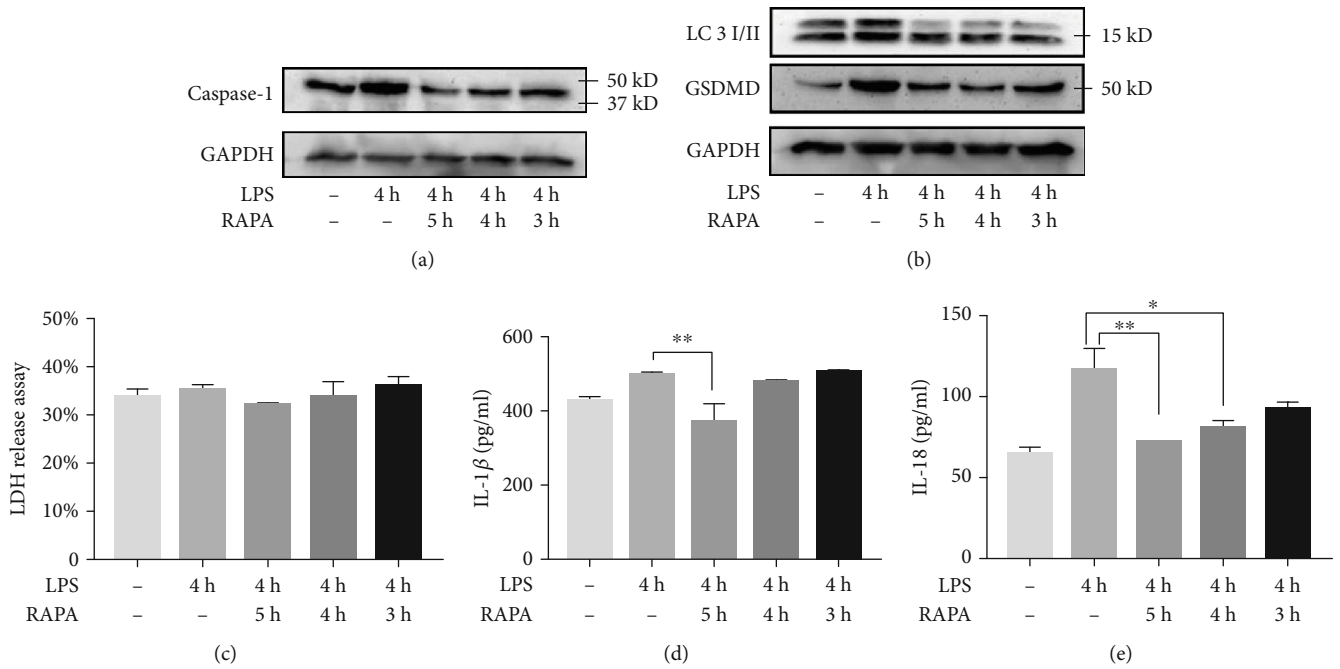 Caspase-1
50 kD
37 kD
GAPDH
LPS – 4 h 4 h 4 h 4 h
RAPA – – 5 h 4 h 3 h
(a)
LC 3 I/II
15 kD
GSDMD
50 kD
GAPDH
LPS – 4 h 4 h 4 h 4 h
RAPA – – 5 h 4 h 3 h
(b)
LDH release assay
50%
40%
30%
20%
10%
0
LPS – 4 h 4 h 4 h 4 h
RAPA – – 5 h 4 h 3 h
(c)
IL-1β (pg/ml)
600
400
200
0
**
LPS – 4 h 4 h 4 h 4 h
RAPA – – 5 h 4 h 3 h
(d)
IL-18 (pg/ml)
150
100
50
0
*
**
LPS – 4 h 4 h 4 h 4 h
RAPA – – 5 h 4 h 3 h
(e)